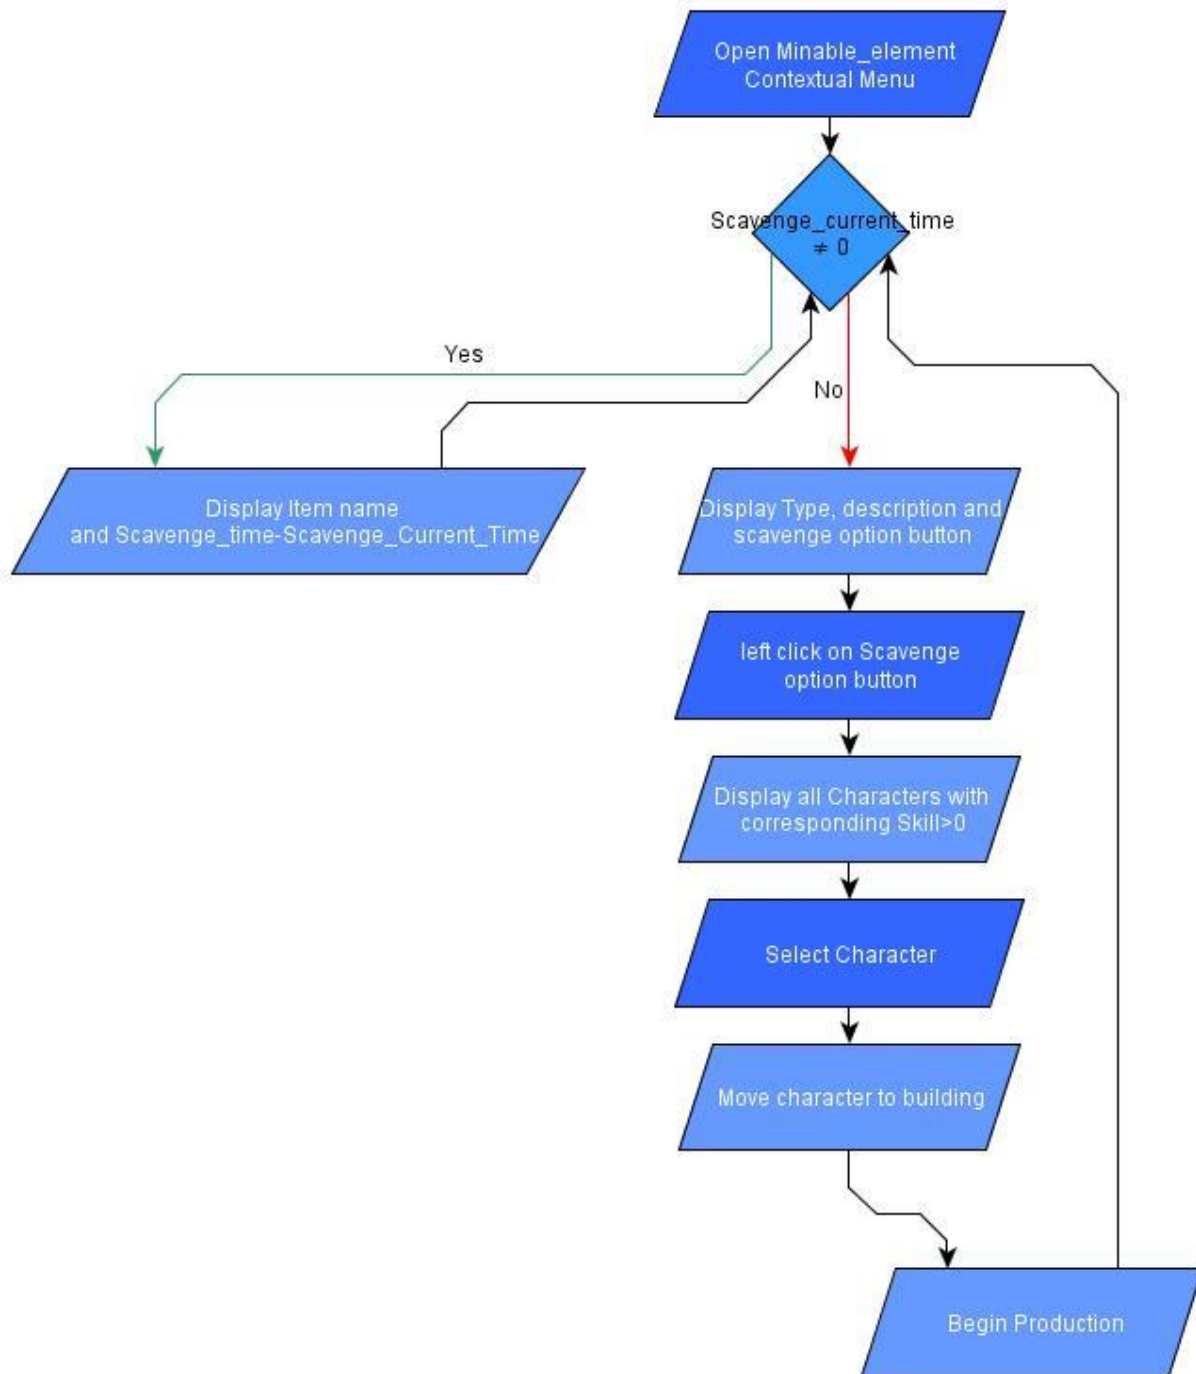 Open Minable_element
Contextual Menu
Scavenge_current_time
≠ 0
Yes
No
Display Item name
and Scavenge_time-Scavenge_Current_Time
Display Type, description and
scavenge option button
left click on Scavenge
option button
Display all Characters with
corresponding Skill>0
Select Character
Move character to building
Begin Production